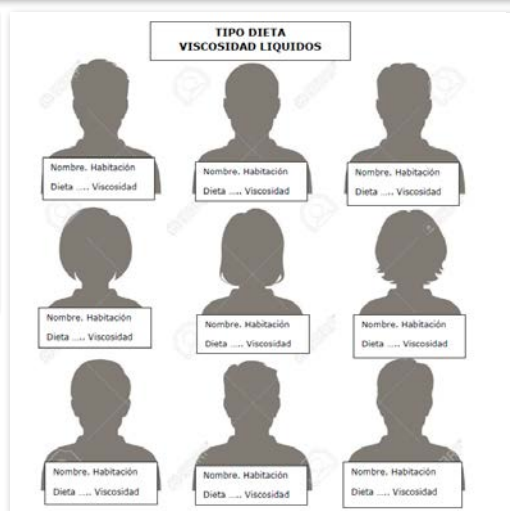 TIPO DIETA
VISCOSIDAD LIQUIDOS
Nombre. Habitación
Dieta ..... Viscosidad
Nombre. Habitación
Dieta ..... Viscosidad
Nombre. Habitación
Dieta ..... Viscosidad
Nombre. Habitación
Dieta ..... Viscosidad
Nombre. Habitación
Dieta ..... Viscosidad
Nombre. Habitación
Dieta ..... Viscosidad
Nombre. Habitación
Dieta ..... Viscosidad
Nombre. Habitación
Dieta ..... Viscosidad
Nombre. Habitación
Dieta ..... Viscosidad